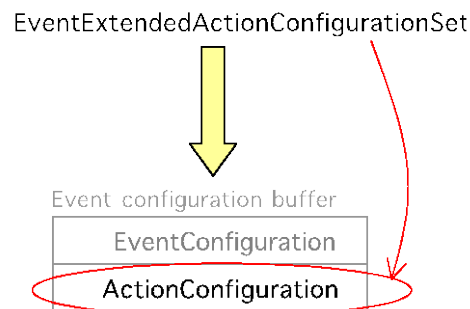 EventExtendedActionConfigurationSet
Event configuration buffer
EventConfiguration
ActionConfiguration